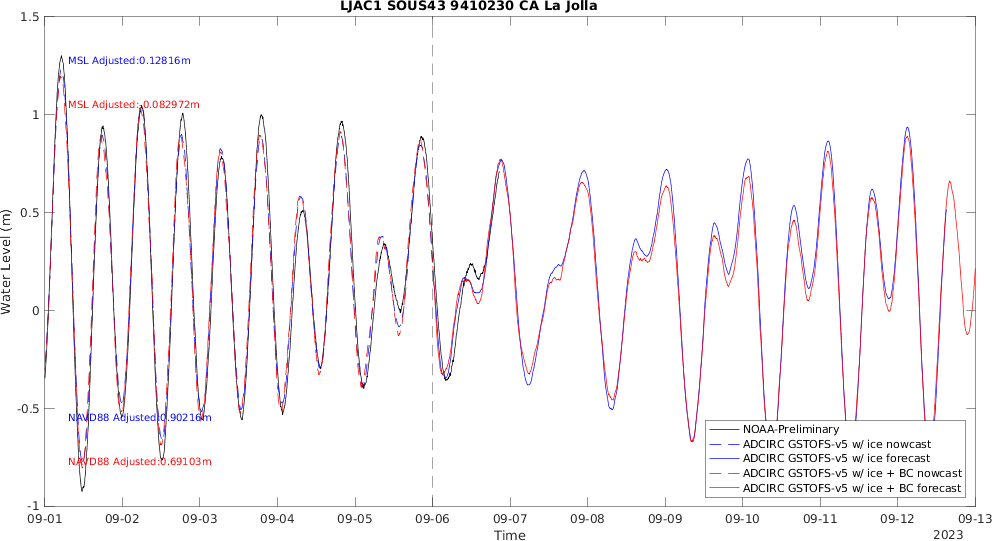 LJAC1 SOUS43 9410230 CA La Jolla
1.5
1
0.5
0
-0.5
-1
Water Level (m)
MSL Adjusted:0.12816m
MSL Adjusted:-0.082972m
NAVD88 Adjusted:0.90216m
NAVD88 Adjusted:0.69103m
NOAA-Preliminary
ADCIRC GSTOFS-v5 w/ ice nowcast
ADCIRC GSTOFS-v5 w/ ice forecast
ADCIRC GSTOFS-v5 w/ ice + BC nowcast
ADCIRC GSTOFS-v5 w/ ice + BC forecast
09-01 09-02 09-03 09-04 09-05 09-06 09-07 09-08 09-09 09-10 09-11 09-12 09-13
Time
2023